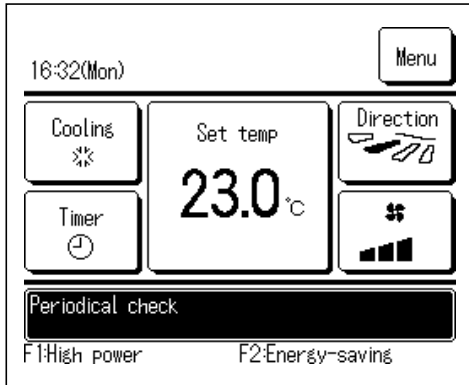 16:32(Mon)
Menu
Cooling
Set temp
Direction
23.0 °C
Timer
Periodical check
F1:High power F2:Energy-saving